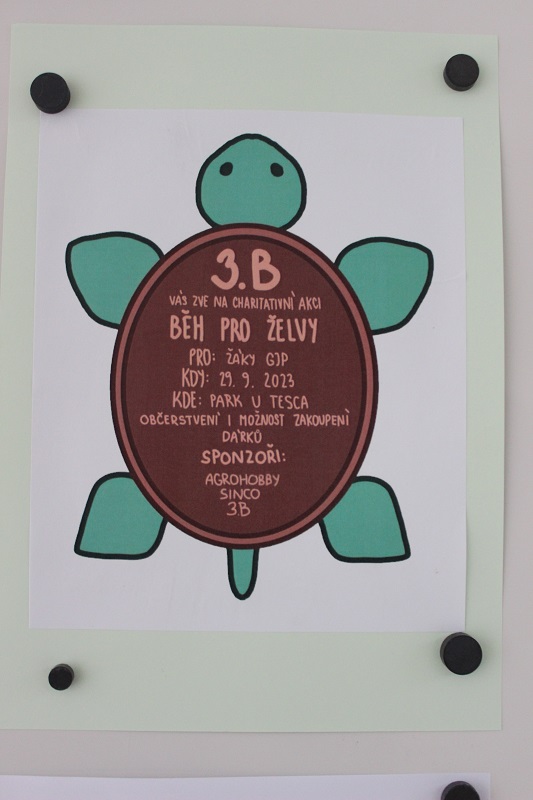 3.B
VÁS ZVE NA CHARITATIVNÍ AKCI
BĚH PRO ŽELVY
PRO: ŽÁKY GJP
KDY: 29. 9. 2023
KDE: PARK U TESCA
OBČERSTVENÍ I MOŽNOST ZAKOUPENÍ
DÁRKŮ
SPONZOŘI:
AGROHOBBY
SINCO
3.B